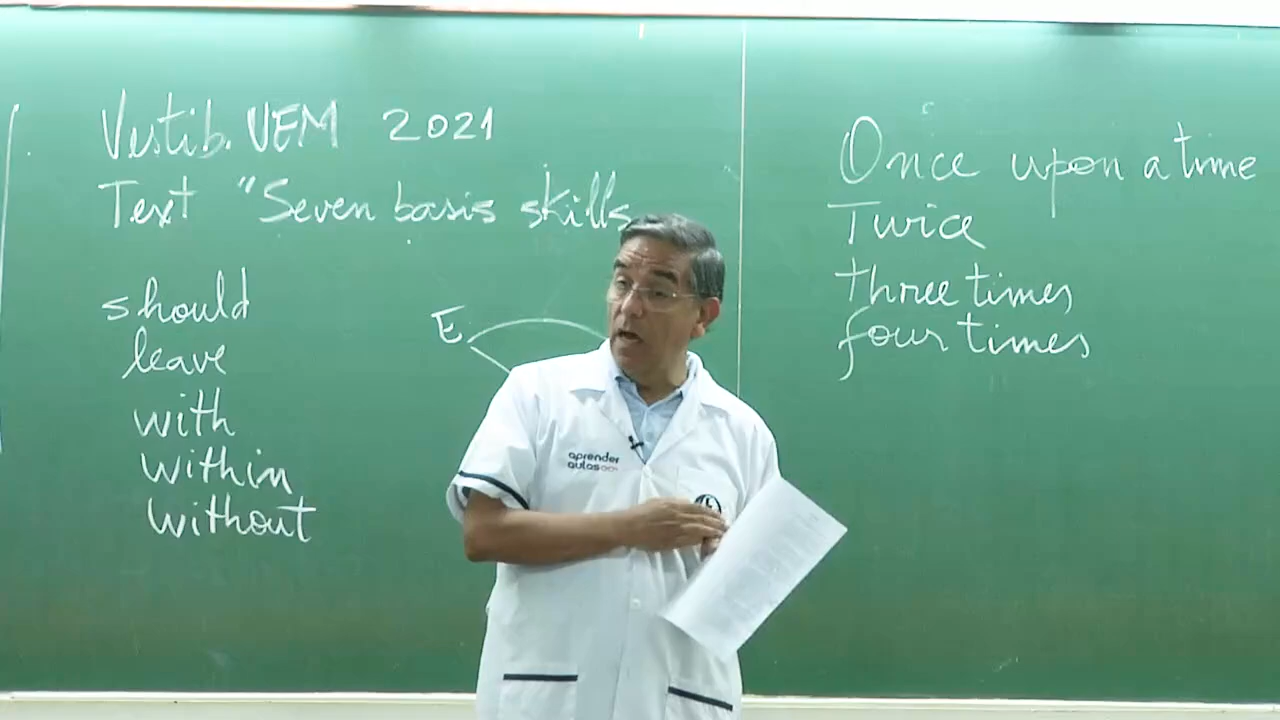 Vestib. UEM 2021
Text "Seven basis skills
should
leave
with
within
without
E
aprender
aulas
Once upon a time
Twice
three times
four times